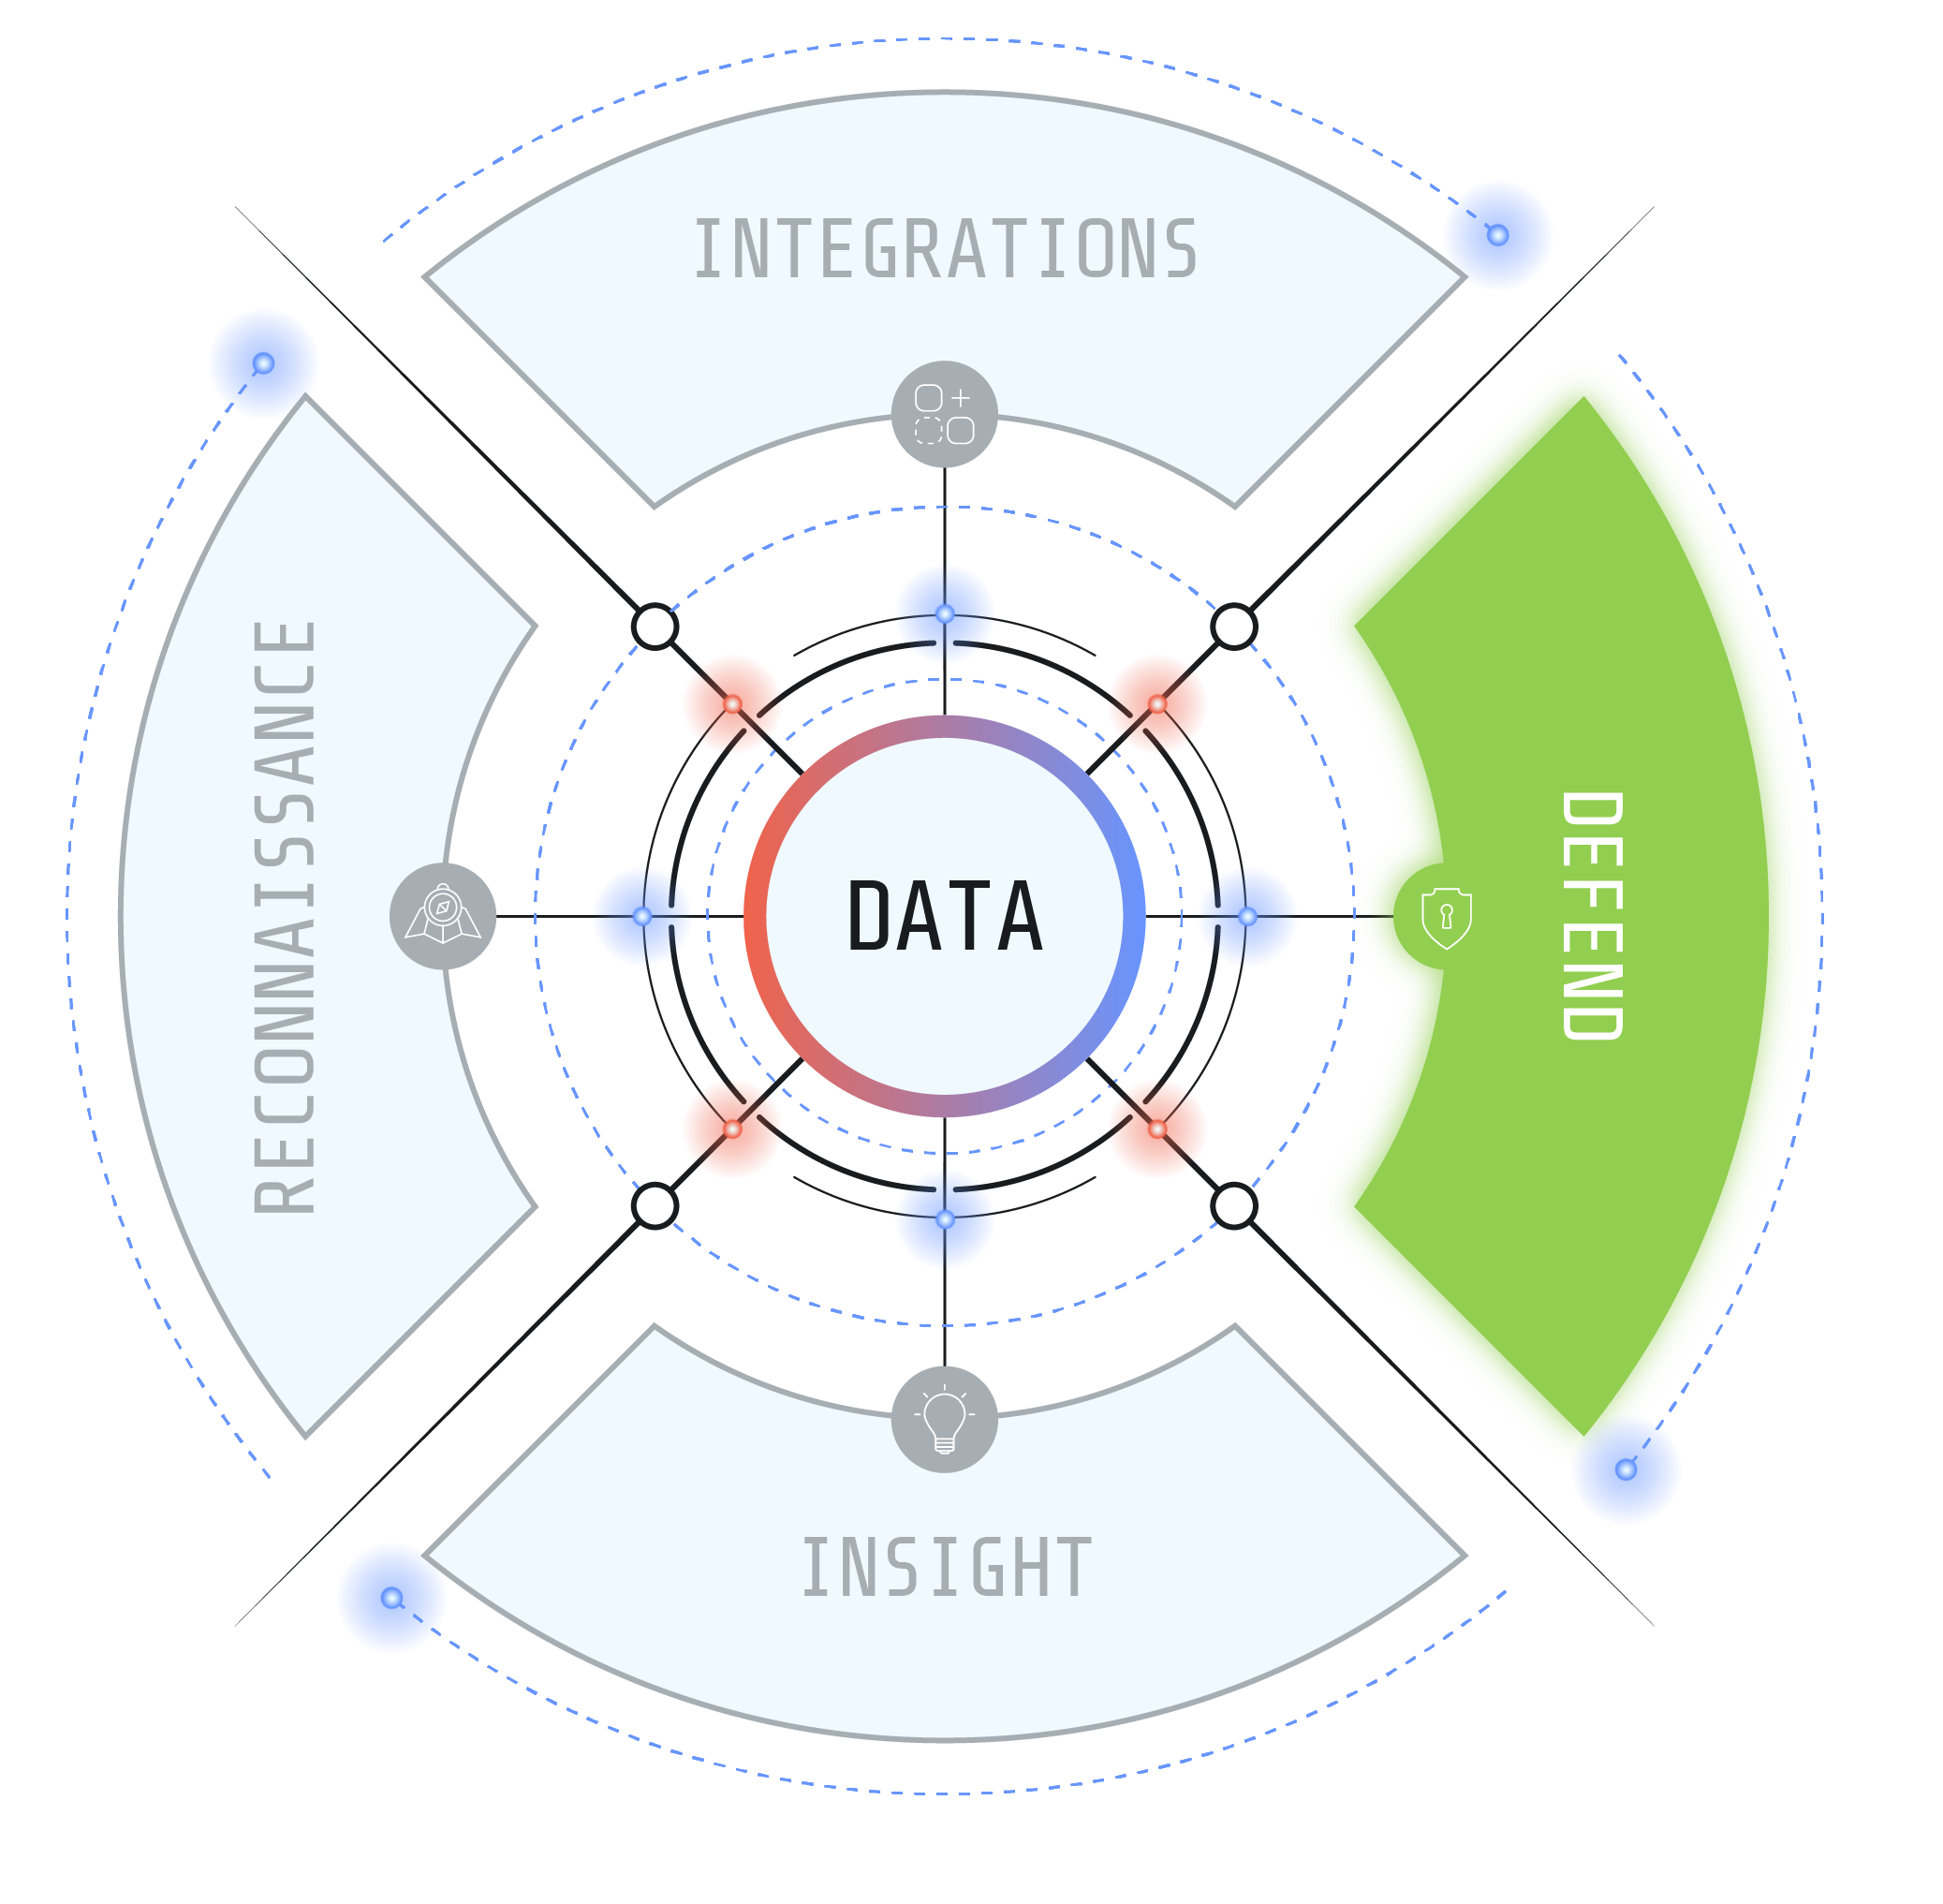 INTEGRATIONS
RECONNAISSANCE
DATA
DEFEND
INSIGHT